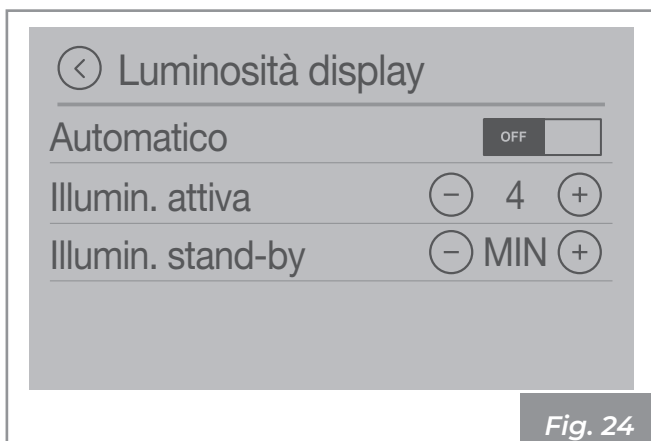 Luminosità display
Automatico OFF
Illumin. attiva - 4 +
Illumin. stand-by - MIN +
Fig. 24